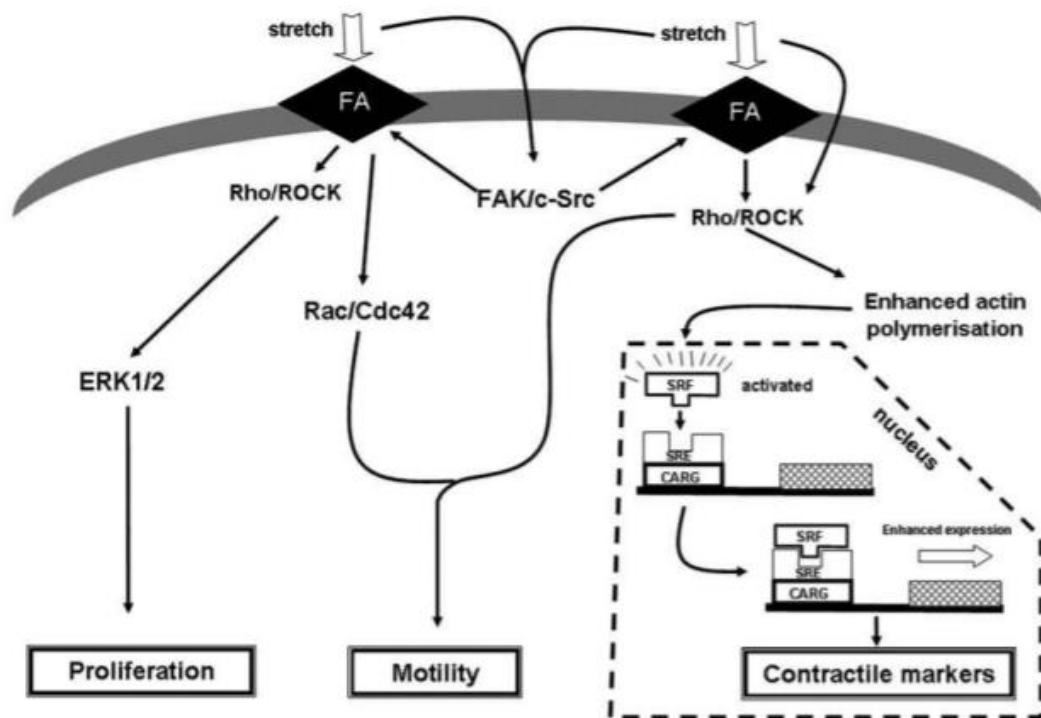 stretch
stretch
FA
FA
Rho/ROCK
FAK/c-Src
Rho/ROCK
Rac/Cdc42
Enhanced actin
polymerisation
ERK1/2
SRF
activated
nucleus
SRE
CARG
SRF
Enhanced expression
SRE
CARG
Proliferation
Motility
Contractile markers